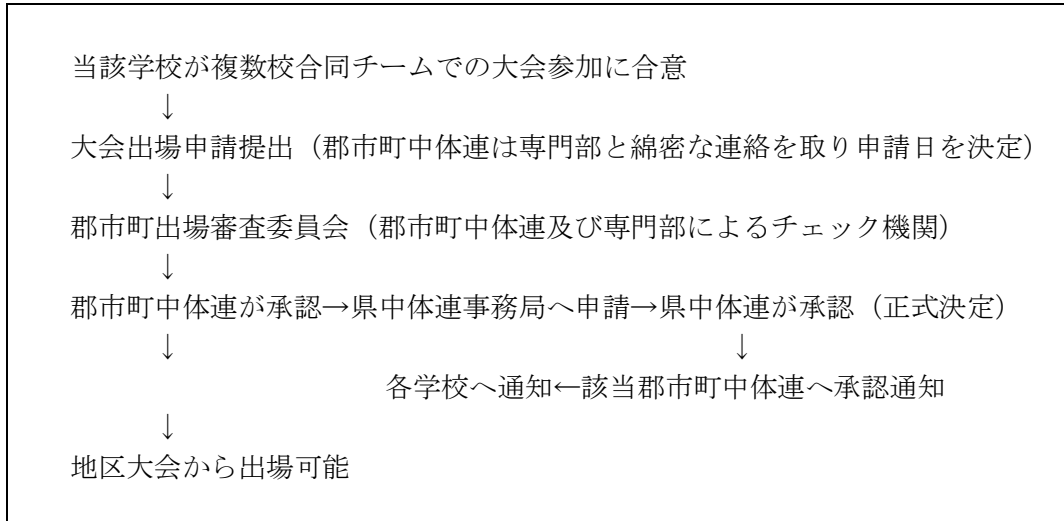 当該学校が複数校合同チームでの大会参加に合意
↓
大会出場申請提出（郡市町中体連は専門部と綿密な連絡を取り申請日を決定）
↓
郡市町出場審査委員会（郡市町中体連及び専門部によるチェック機関）
↓
郡市町中体連が承認→県中体連事務局へ申請→県中体連が承認（正式決定）
↓ ↓
各学校へ通知←該当郡市町中体連へ承認通知
↓
地区大会から出場可能